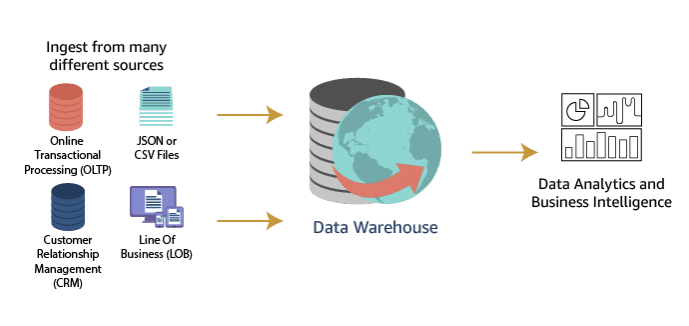 Ingest from many
different sources
Online
Transactional
Processing (OLTP)
JSON or
CSV Files
Customer
Relationship
Management
(CRM)
Line Of
Business (LOB)
Data Warehouse
Data Analytics and
Business Intelligence